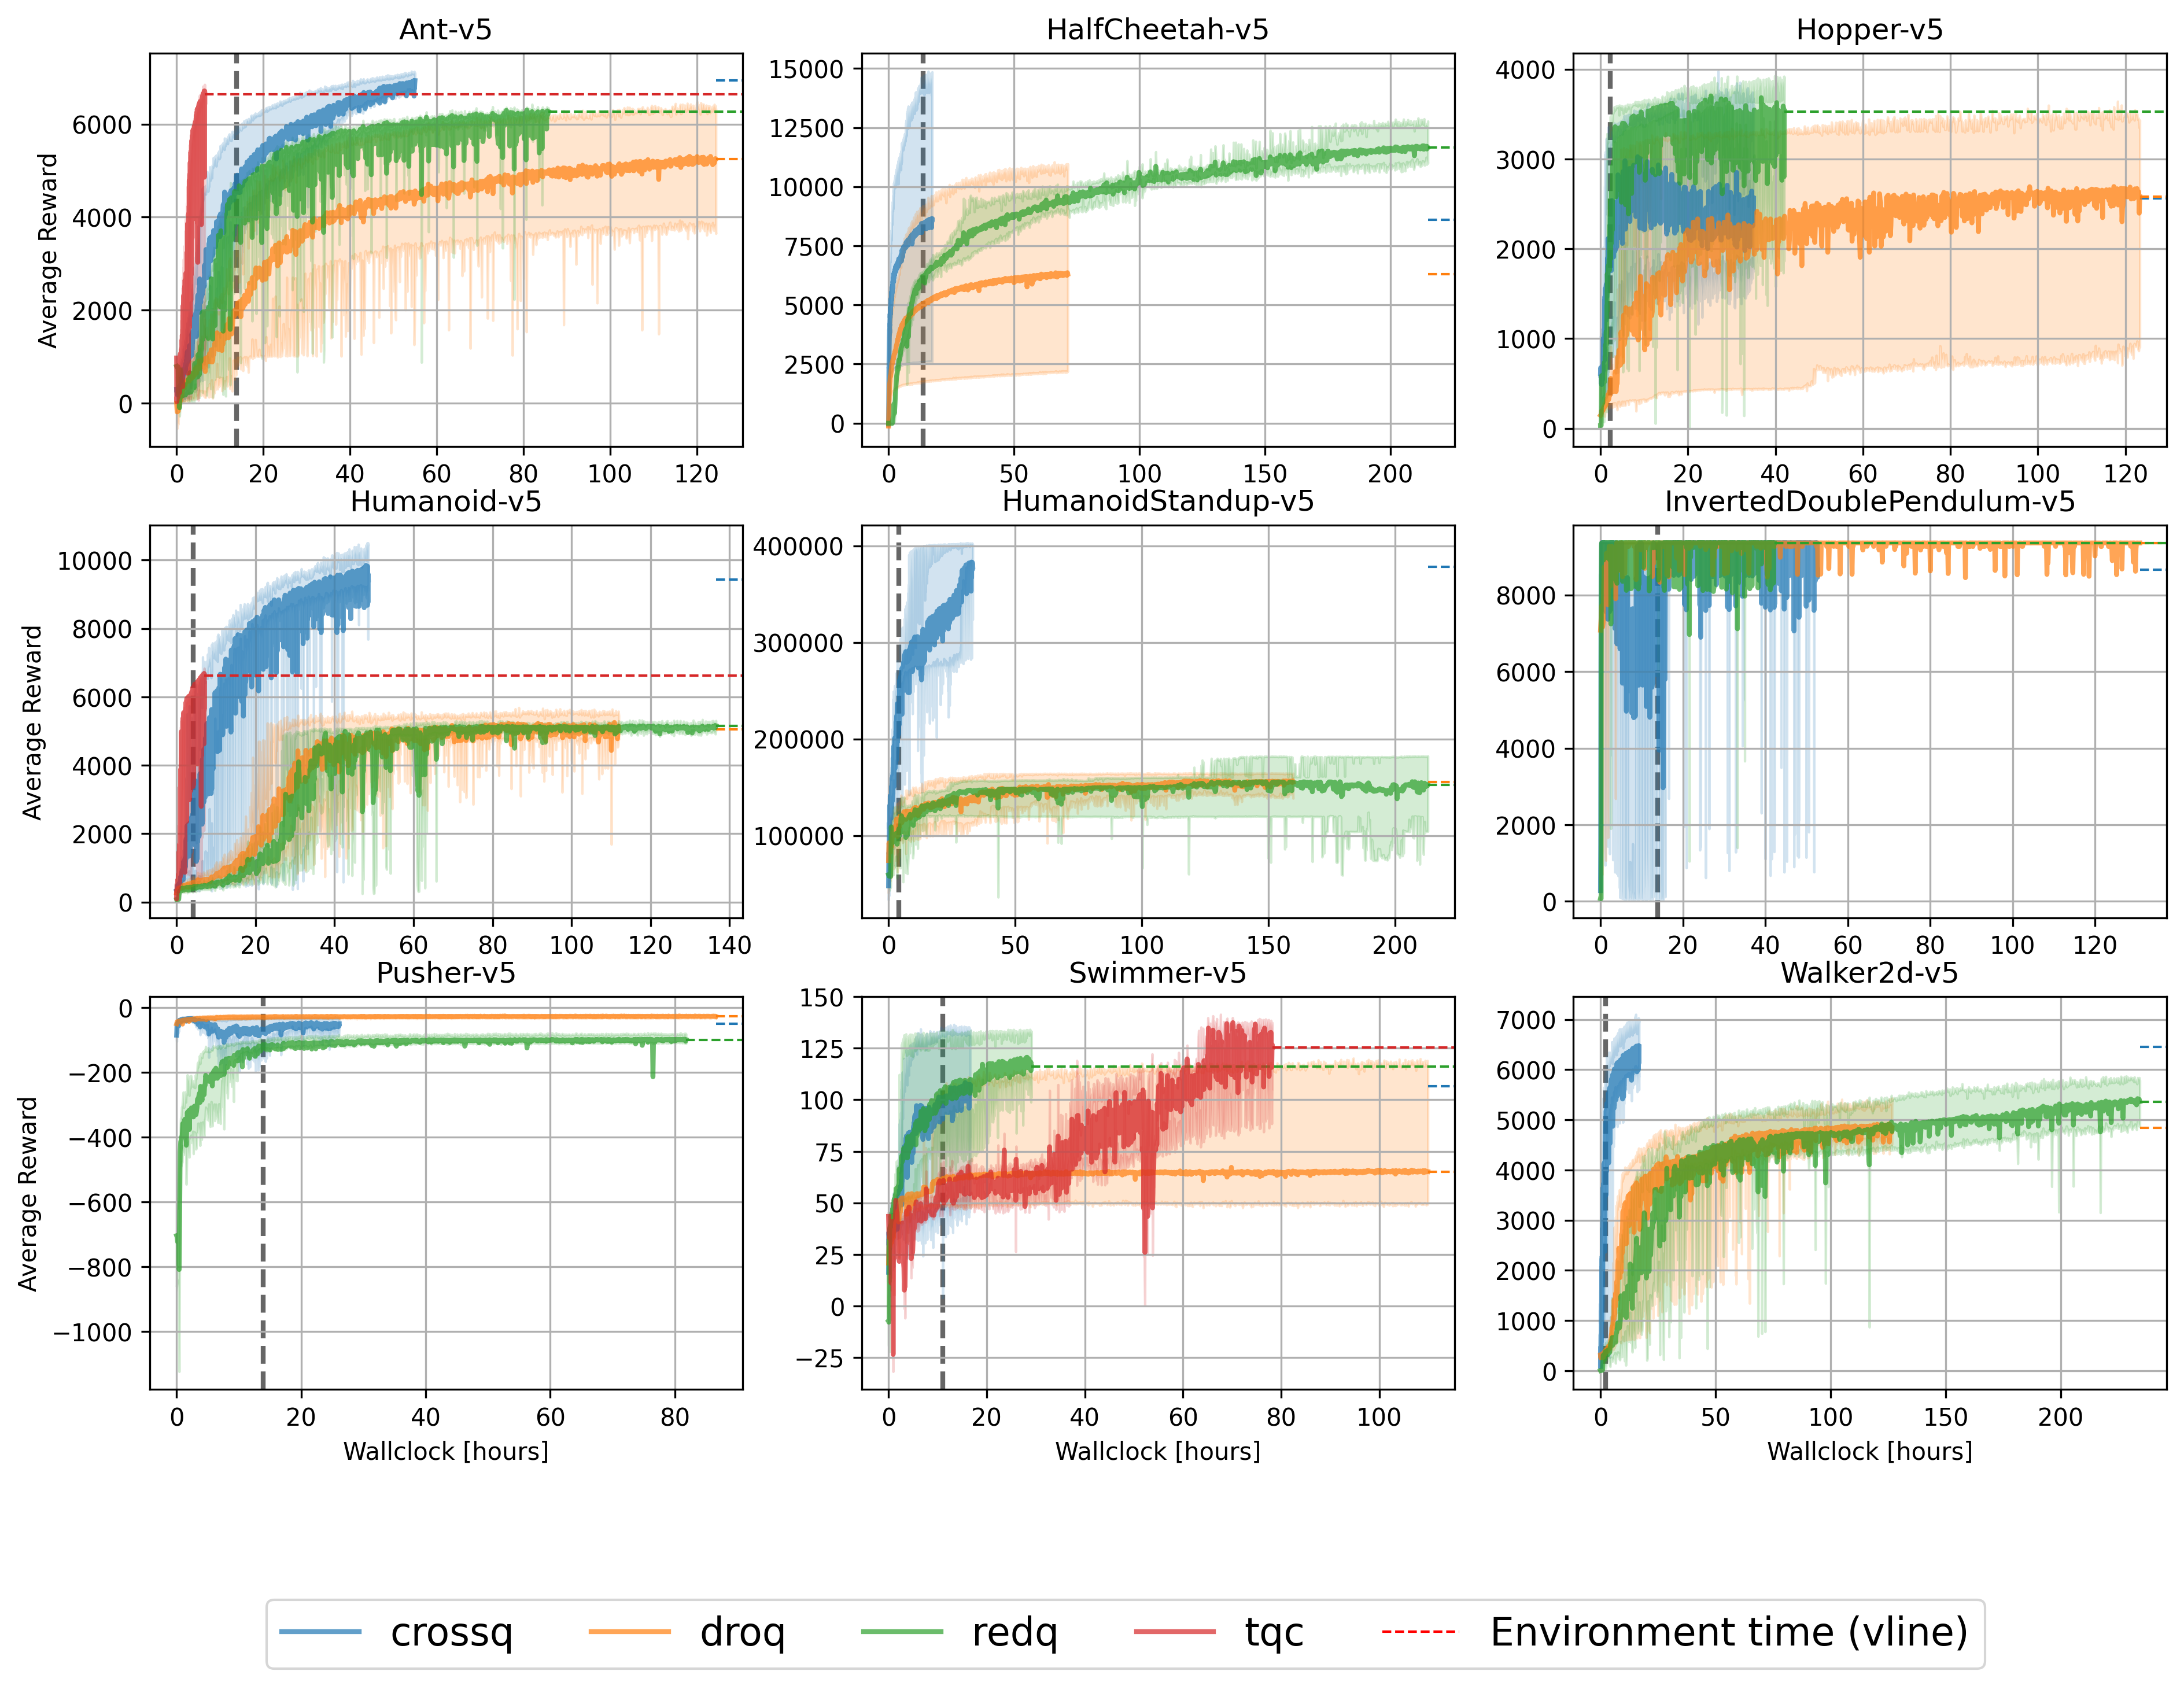 Ant-v5
HalfCheetah-v5
Hopper-v5
Average Reward
6000
4000
2000
0
0 20 40 60 80 100 120
15000
12500
10000
7500
5000
2500
0
0 50 100 150 200
4000
3000
2000
1000
0
0 20 40 60 80 100 120
Humanoid-v5
HumanoidStandup-v5
InvertedDoublePendulum-v5
Average Reward
10000
8000
6000
4000
2000
0
0 20 40 60 80 100 120 140
400000
300000
200000
100000
0 50 100 150 200
8000
6000
4000
2000
0
0 20 40 60 80 100 120
Pusher-v5
Swimmer-v5
Walker2d-v5
Average Reward
0
−200
−400
−600
−800
−1000
0 20 40 60 80
Wallclock [hours]
150
125
100
75
50
25
0
−25
0 20 40 60 80 100
Wallclock [hours]
7000
6000
5000
4000
3000
2000
1000
0
0 50 100 150 200
Wallclock [hours]
crossq droq redq tqc Environment time (vline)